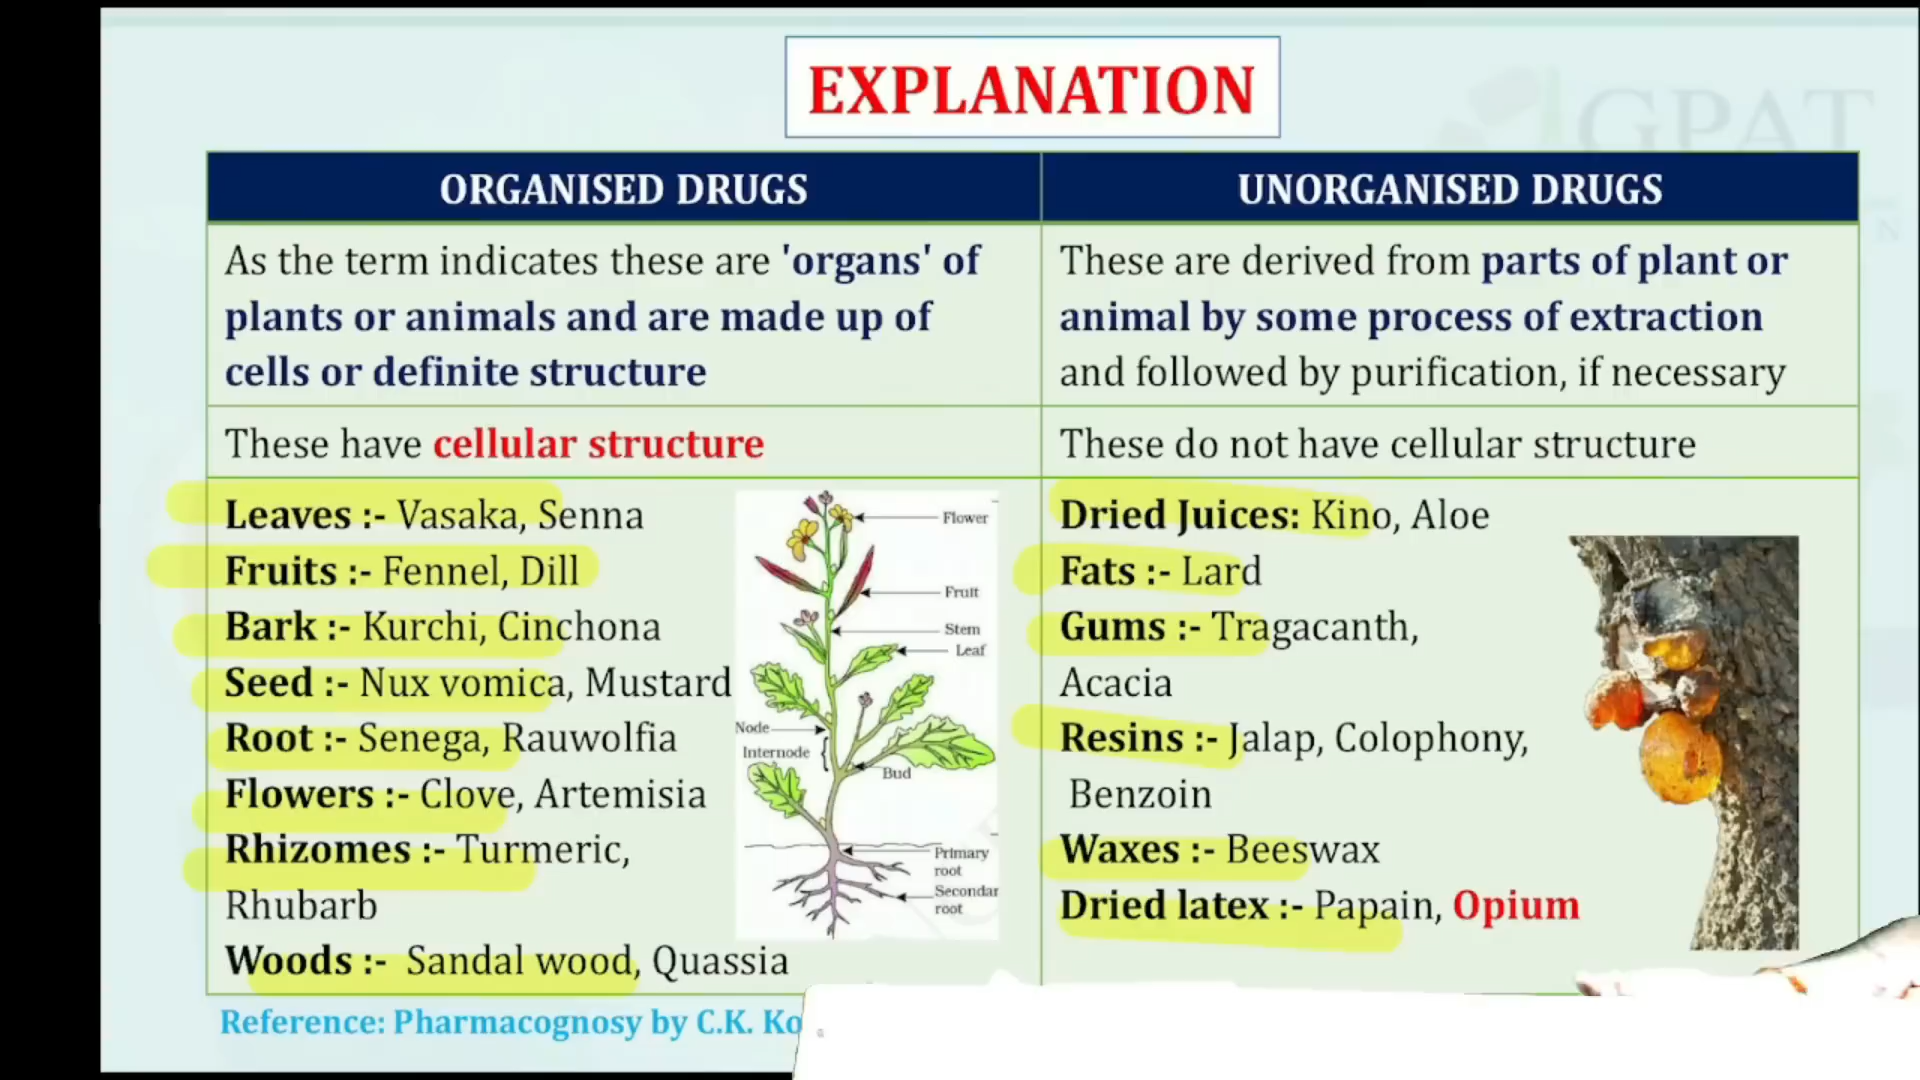 EXPLANATION
GPAT
ORGANISED DRUGS
UNORGANISED DRUGS
As the term indicates these are 'organs' of
plants or animals and are made up of
cells or definite structure
These are derived from parts of plant or
animal by some process of extraction
and followed by purification, if necessary
These have cellular structure
These do not have cellular structure
Leaves :- Vasaka, Senna
Fruits :- Fennel, Dill
Bark :- Kurchi, Cinchona
Seed :- Nux vomica, Mustard
Root :- Senega, Rauwolfia
Flowers :- Clove, Artemisia
Rhizomes :- Turmeric,
Rhubarb
Woods :- Sandal wood, Quassia
Flower
Fruit
Stem
Leaf
Node
Internode
Bud
Primary
root
Secondar
root
Dried Juices: Kino, Aloe
Fats :- Lard
Gums :- Tragacanth,
Acacia
Resins :- Jalap, Colophony,
Benzoin
Waxes :- Beeswax
Dried latex :- Papain, Opium
Reference: Pharmacognosy by C.K. Ko